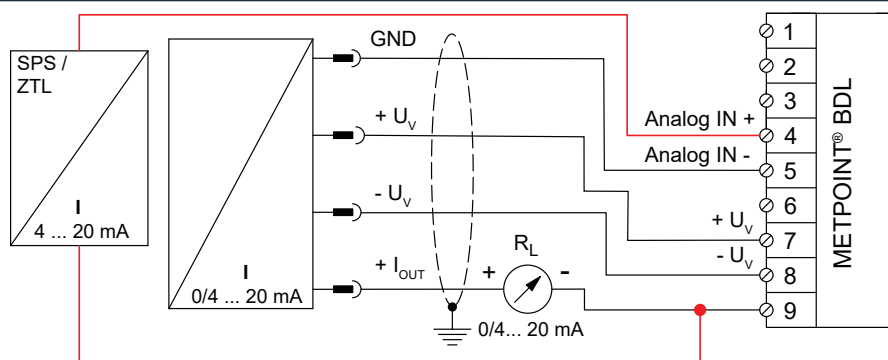 SPS /
ZTL
I
4 ... 20 mA
I
0/4 ... 20 mA
GND
+ U_V
- U_V
+ I_OUT
+
R_L
-
0/4... 20 mA
Analog IN +
Analog IN -
+ U_V
- U_V
1
2
3
4
5
6
7
8
9
METPOINT® BDL